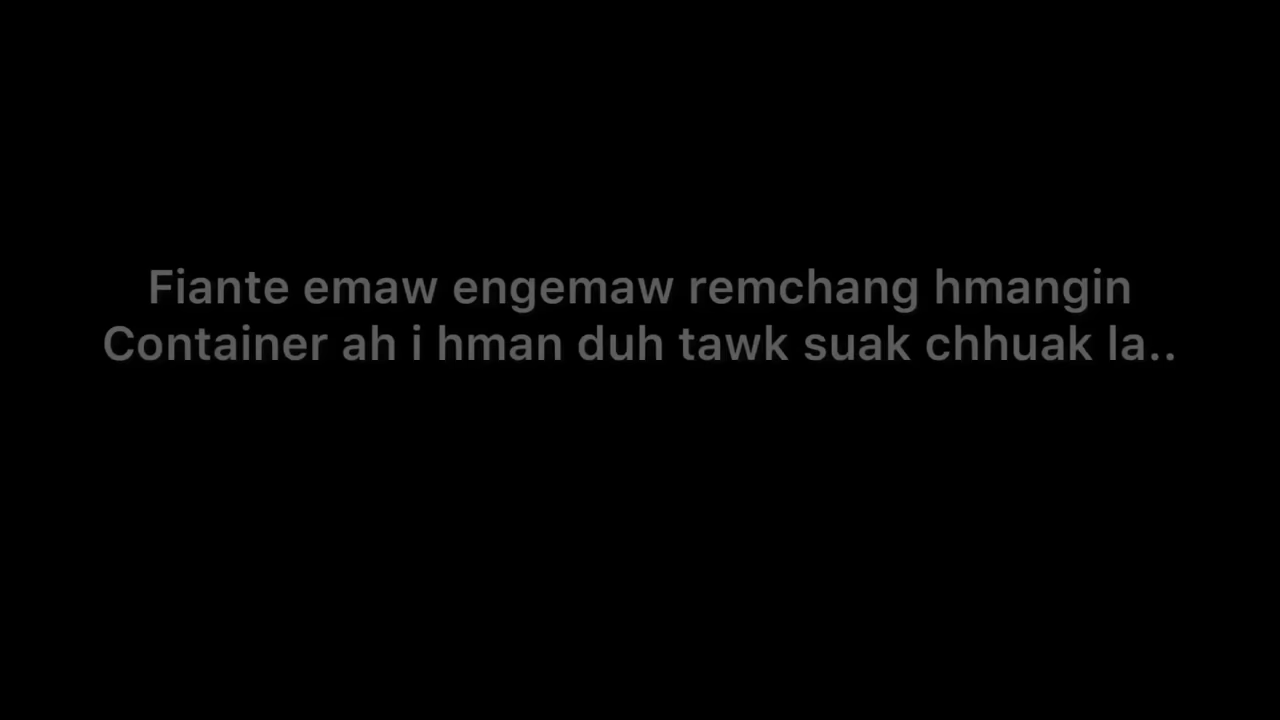 Fiante emaw engemaw remchang hmangin
Container ah i hman duh tawk suak chhuak la..